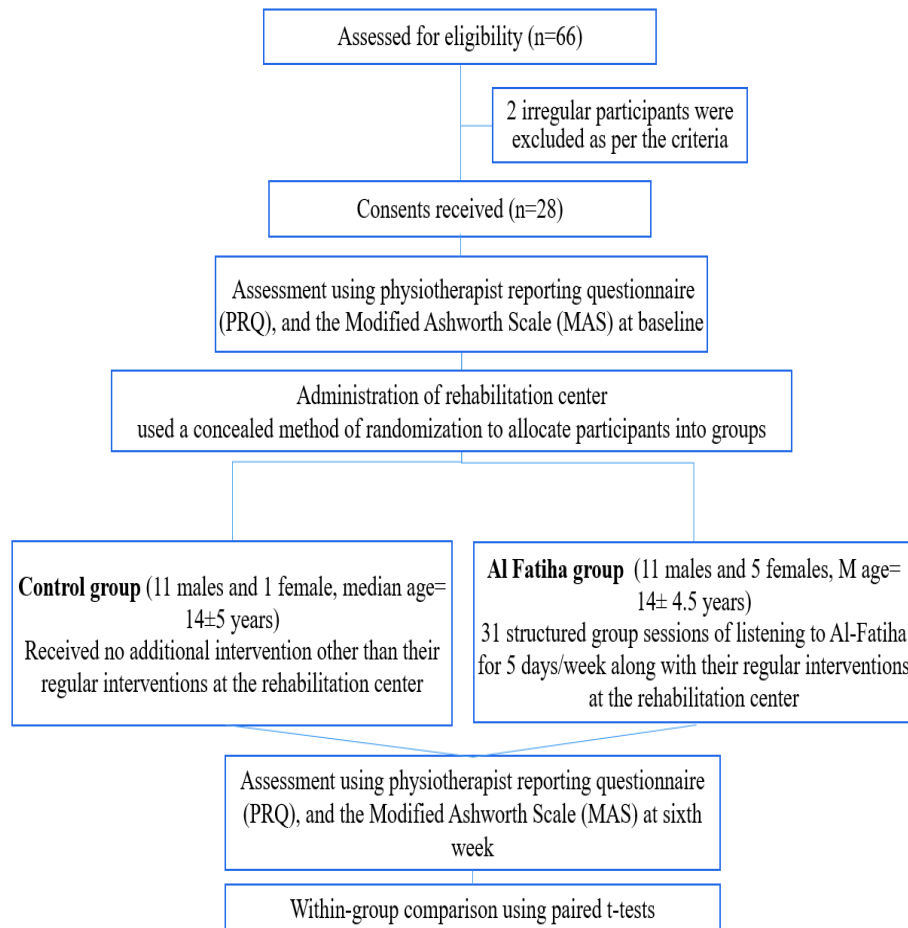 Assessed for eligibility (n=66)
2 irregular participants were
excluded as per the criteria
Consents received (n=28)
Assessment using physiotherapist reporting questionnaire
(PRQ), and the Modified Ashworth Scale (MAS) at baseline
Administration of rehabilitation center
used a concealed method of randomization to allocate participants into groups
Control group (11 males and 1 female, median age=
14±5 years)
Received no additional intervention other than their
regular interventions at the rehabilitation center
Al Fatiha group (11 males and 5 females, M age=
14± 4.5 years)
31 structured group sessions of listening to Al-Fatiha
for 5 days/week along with their regular interventions
at the rehabilitation center
Assessment using physiotherapist reporting questionnaire
(PRQ), and the Modified Ashworth Scale (MAS) at sixth
week
Within-group comparison using paired t-tests